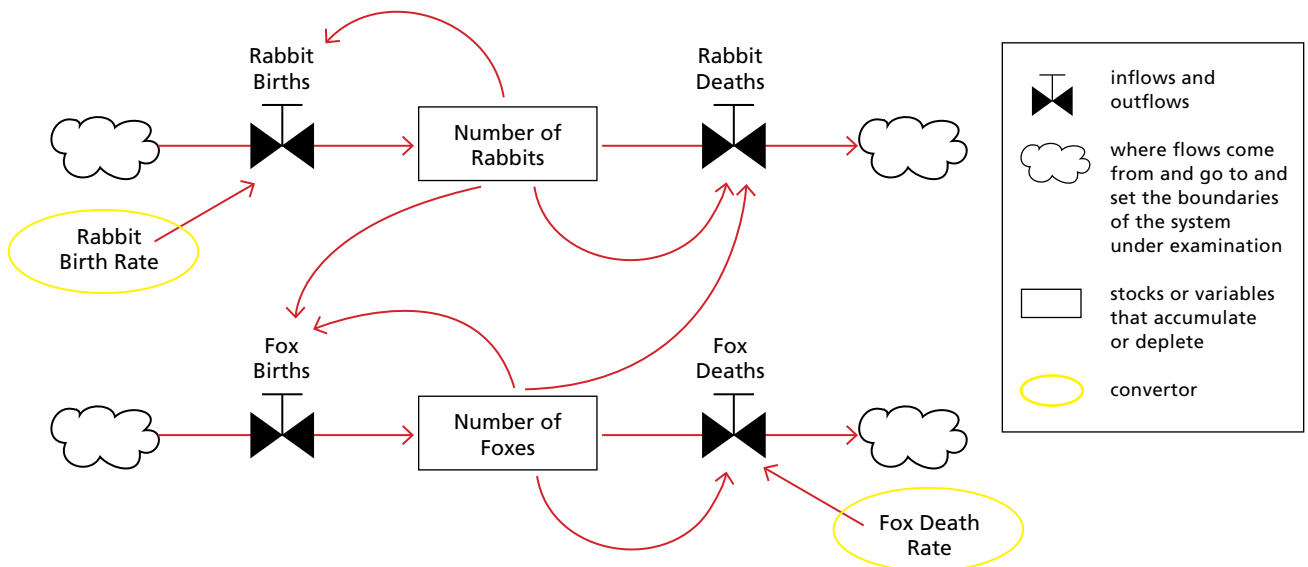 Rabbit
Births
Rabbit
Deaths
Number of
Rabbits
Rabbit
Birth Rate
Fox
Births
Fox
Deaths
Number of
Foxes
Fox Death
Rate
inflows and
outflows
where flows come
from and go to and
set the boundaries
of the system
under examination
stocks or variables
that accumulate
or deplete
convertor